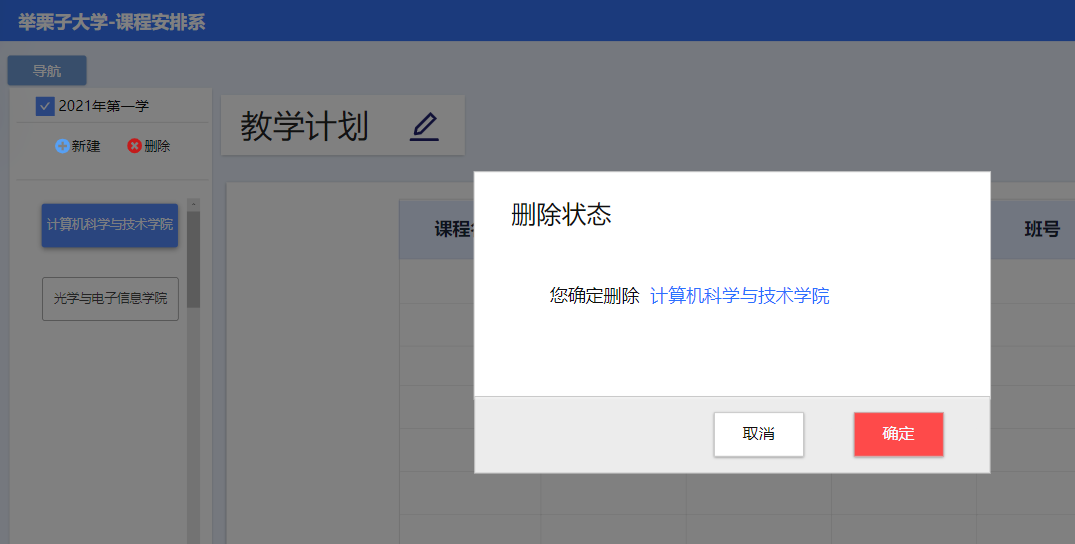 举栗子大学-课程安排系
导航
2021年第一学
新建 删除
教学计划
计算机科学与技术学院
光学与电子信息学院
课程 班号
删除状态
您确定删除 计算机科学与技术学院
取消 确定